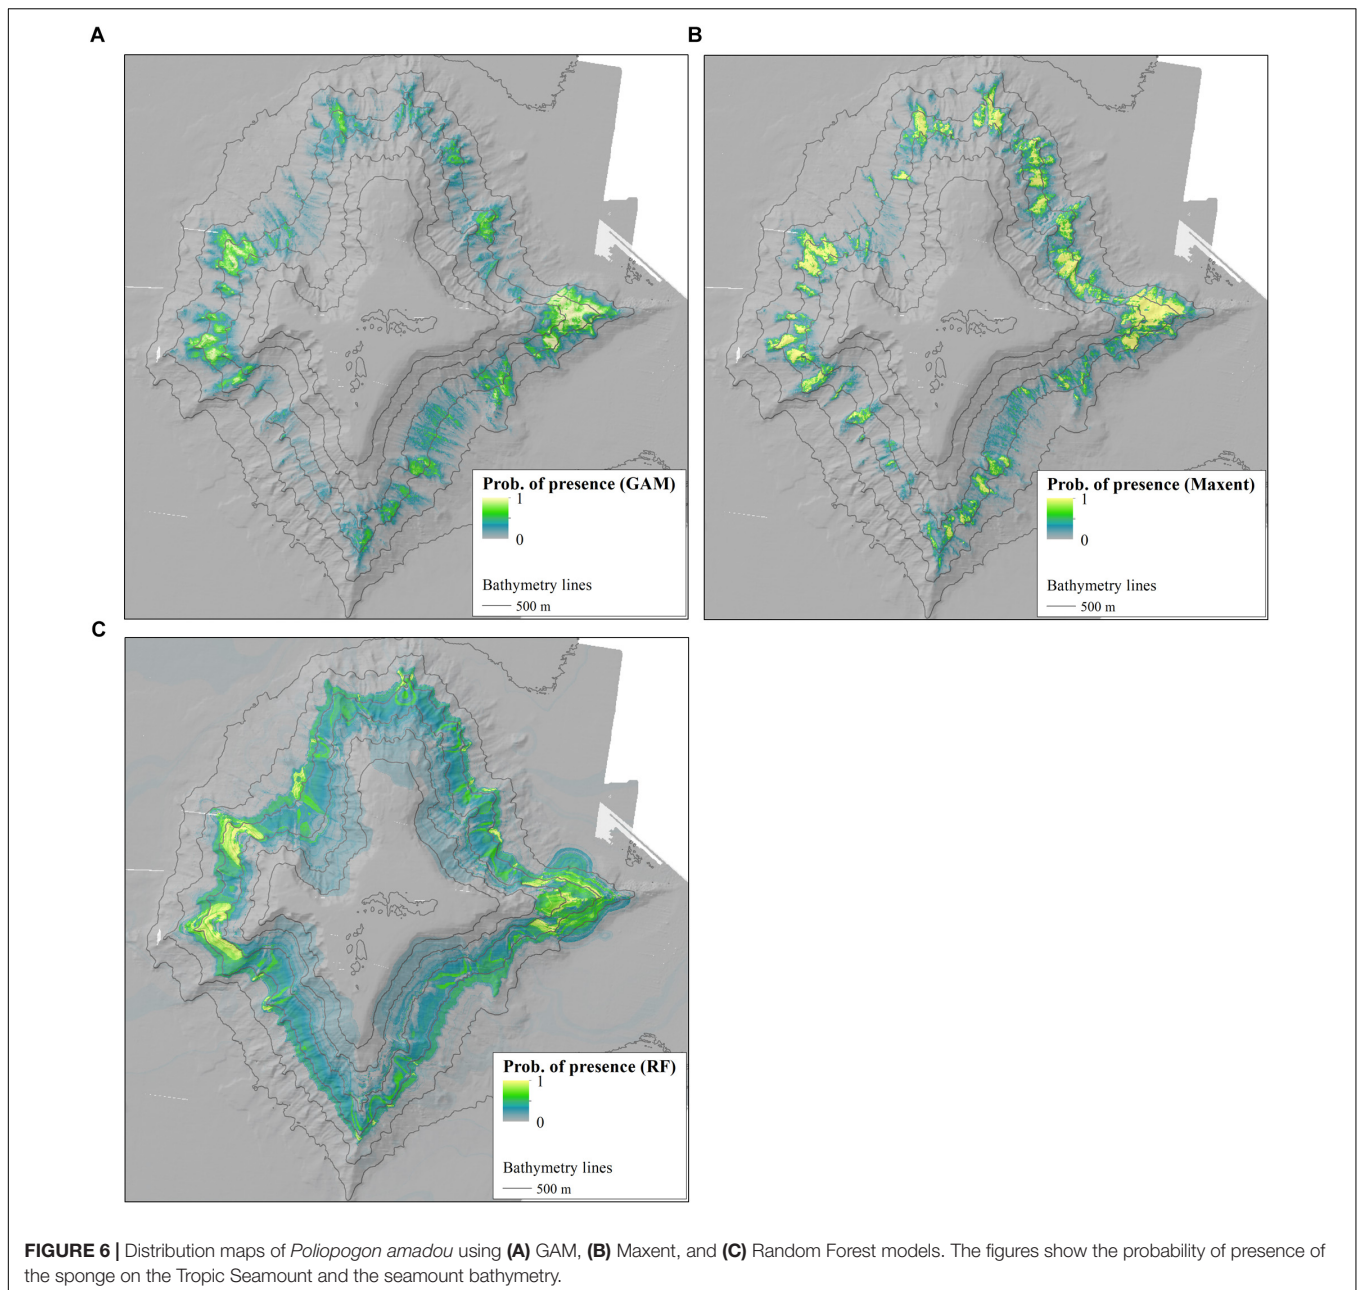 A
B
Prob. of presence (GAM)
1
0
Bathymetry lines
500 m
Prob. of presence (Maxent)
1
0
Bathymetry lines
500 m
C
Prob. of presence (RF)
1
0
Bathymetry lines
500 m
FIGURE 6 | Distribution maps of Poliopogon amadou using (A) GAM, (B) Maxent, and (C) Random Forest models. The figures show the probability of presence of
the sponge on the Tropic Seamount and the seamount bathymetry.